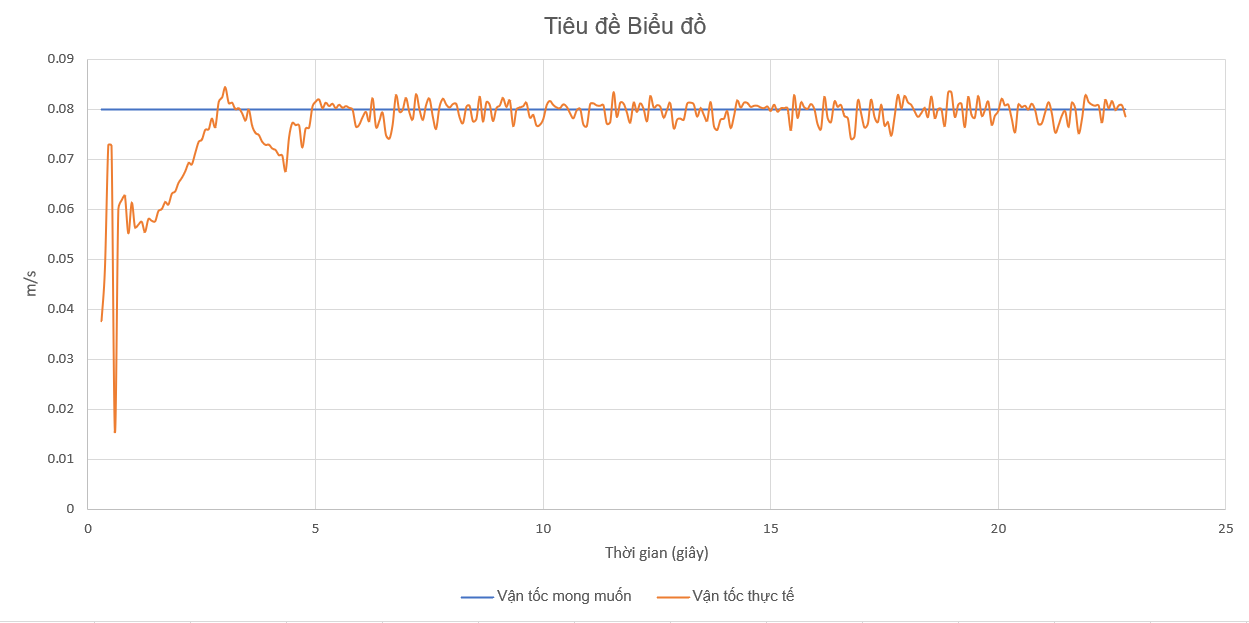 Tiêu đề Biểu đồ
0.09
0.08
0.07
0.06
0.05
0.04
0.03
0.02
0.01
0
m/s
0 5 10 15 20 25
Thời gian (giây)
Vận tốc mong muốn Vận tốc thực tế